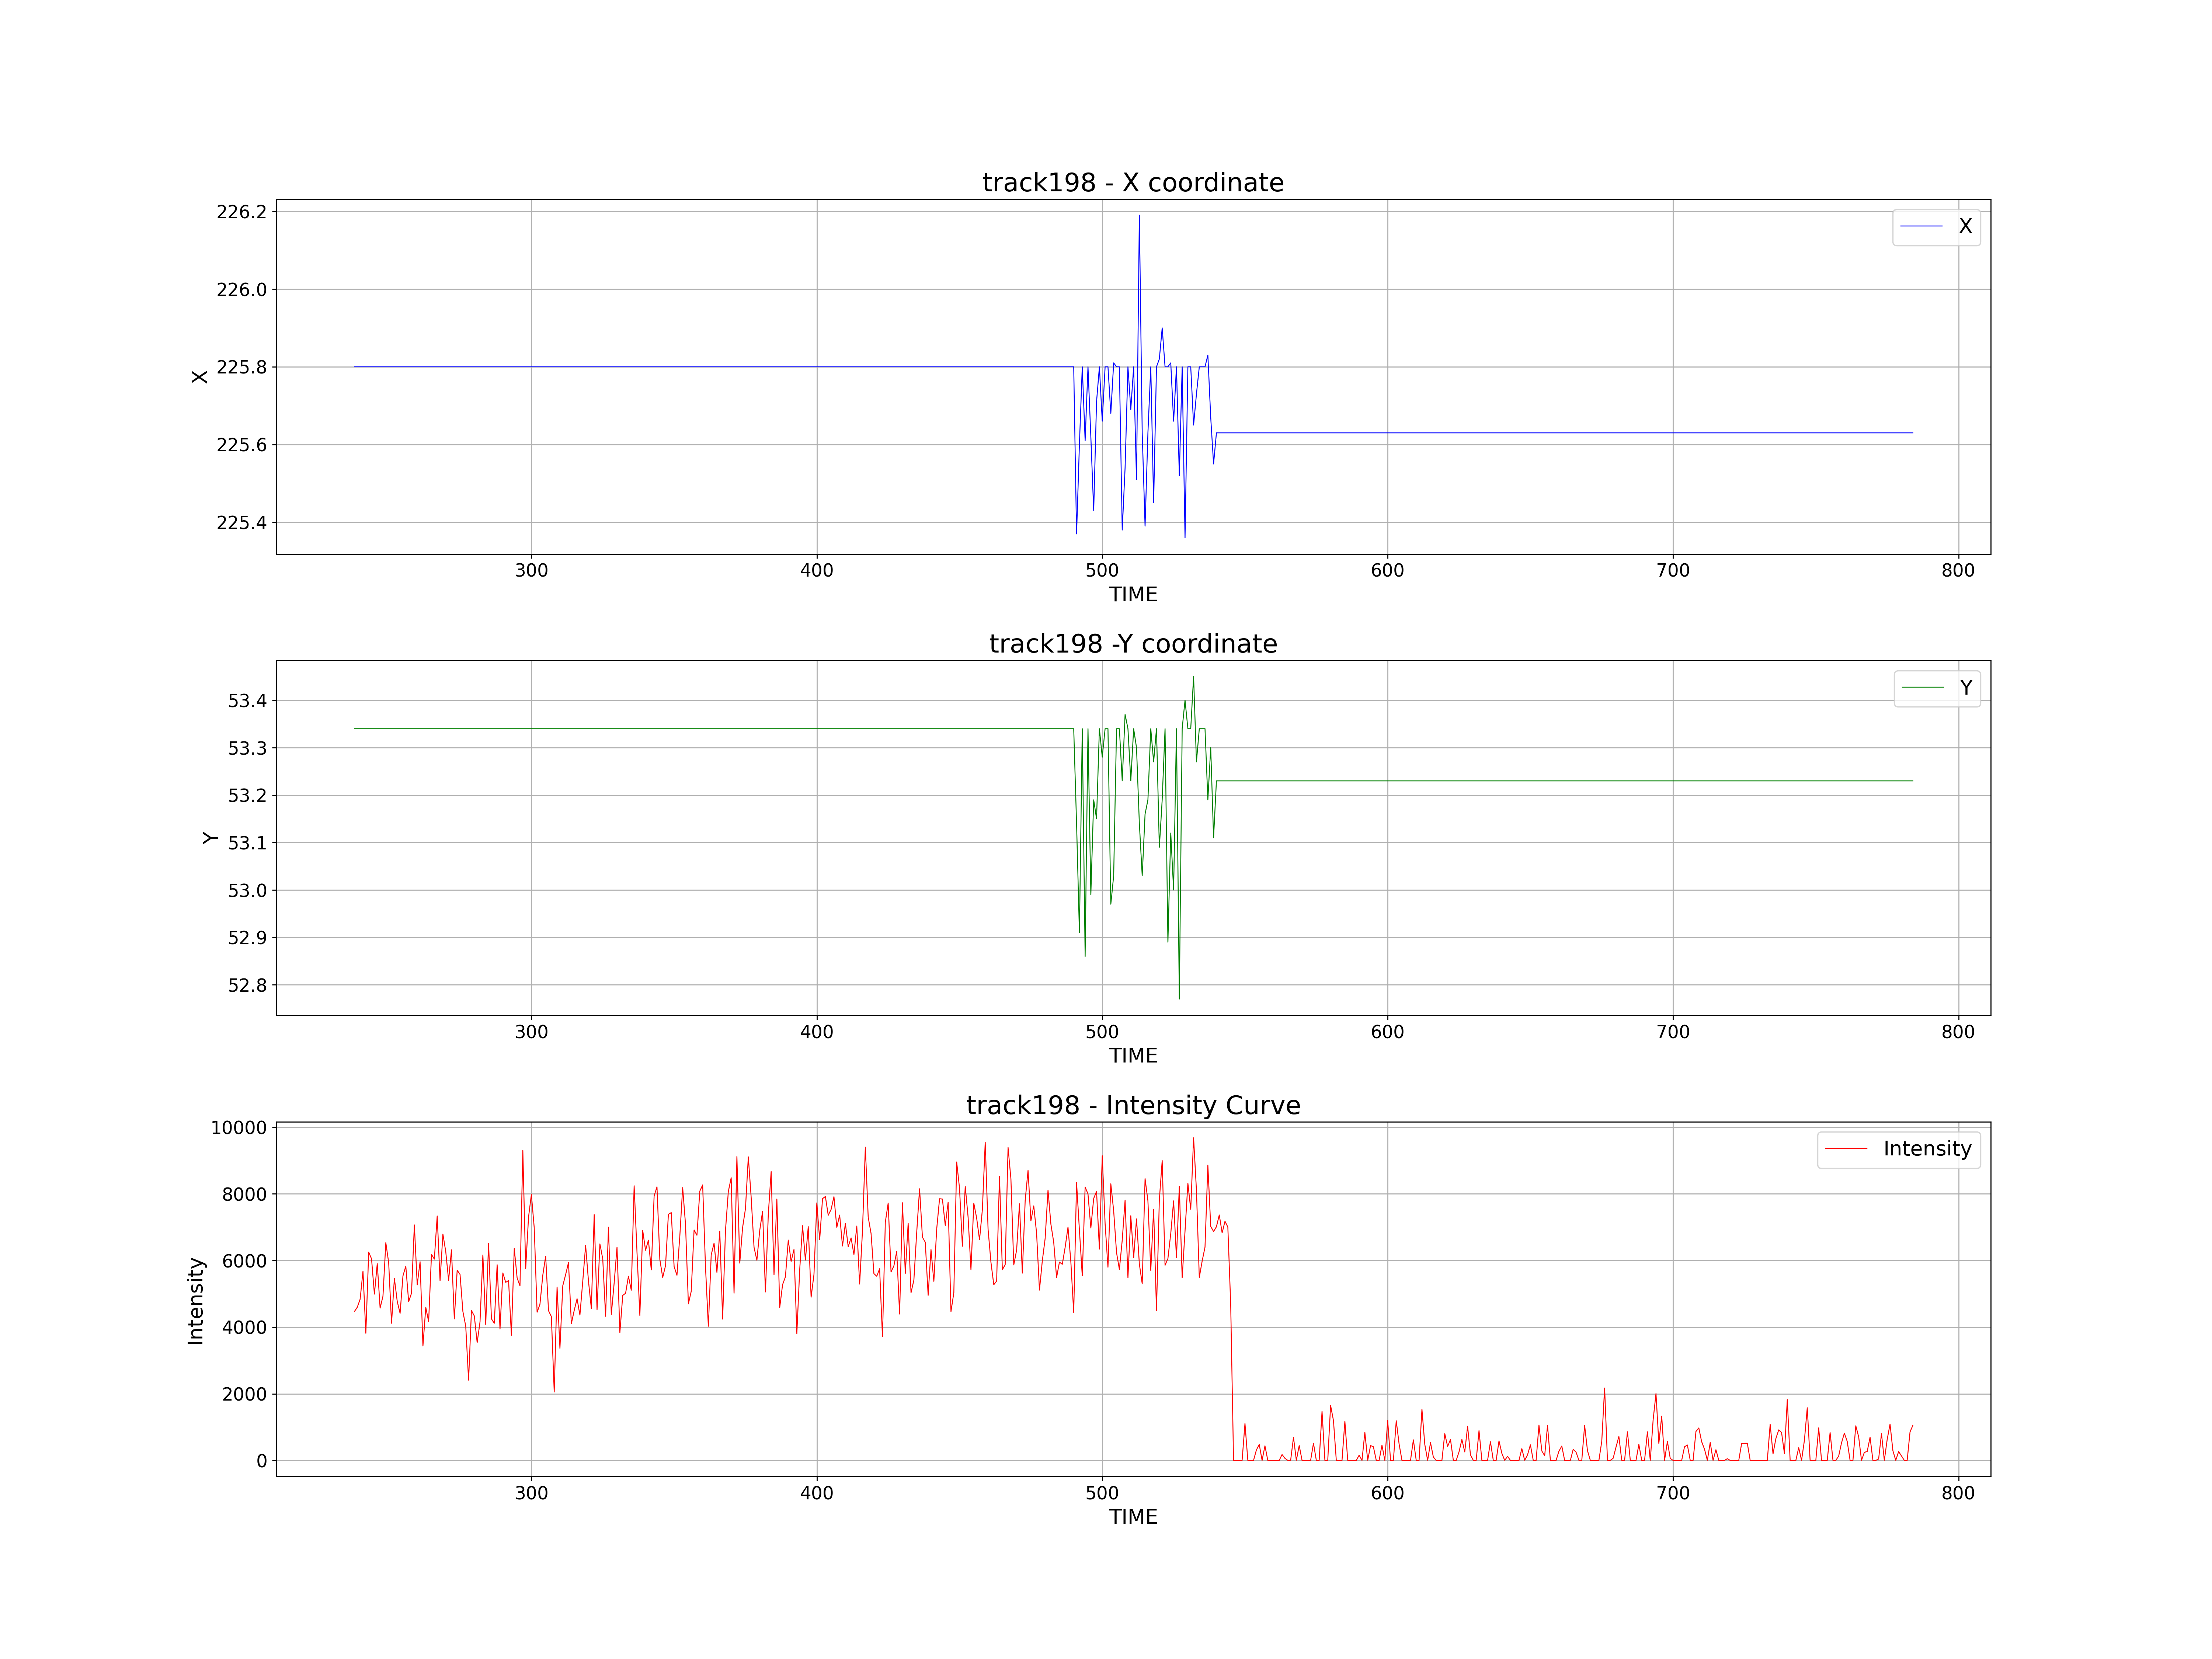 track198 - X coordinate
226.2
226.0
225.8
225.6
225.4
X
X
300 400 500 600 700 800
TIME
track198 -Y coordinate
53.4
53.3
53.2
53.1
53.0
52.9
52.8
Y
Y
300 400 500 600 700 800
TIME
track198 - Intensity Curve
10000
8000
6000
4000
2000
0
Intensity
Intensity
300 400 500 600 700 800
TIME